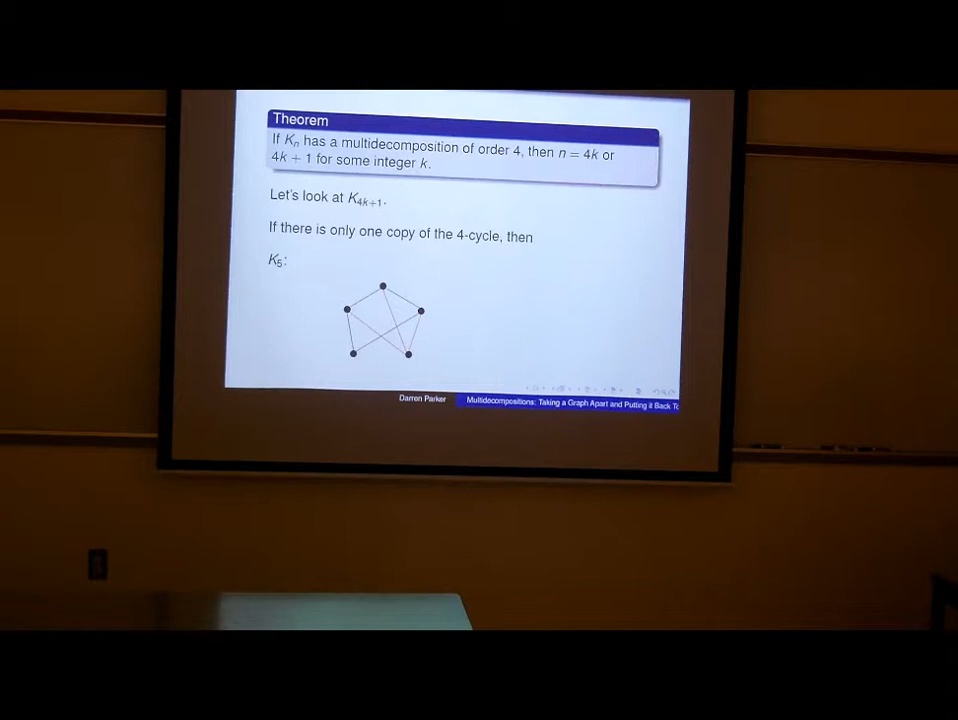 Theorem
If Kn has a multidecomposition of order 4, then n = 4k or
4k + 1 for some integer k.
Let's look at K4k+1.
If there is only one copy of the 4-cycle, then
K5:
Darren Parker
Multidecompositions: Taking a Graph Apart and Putting it Back To